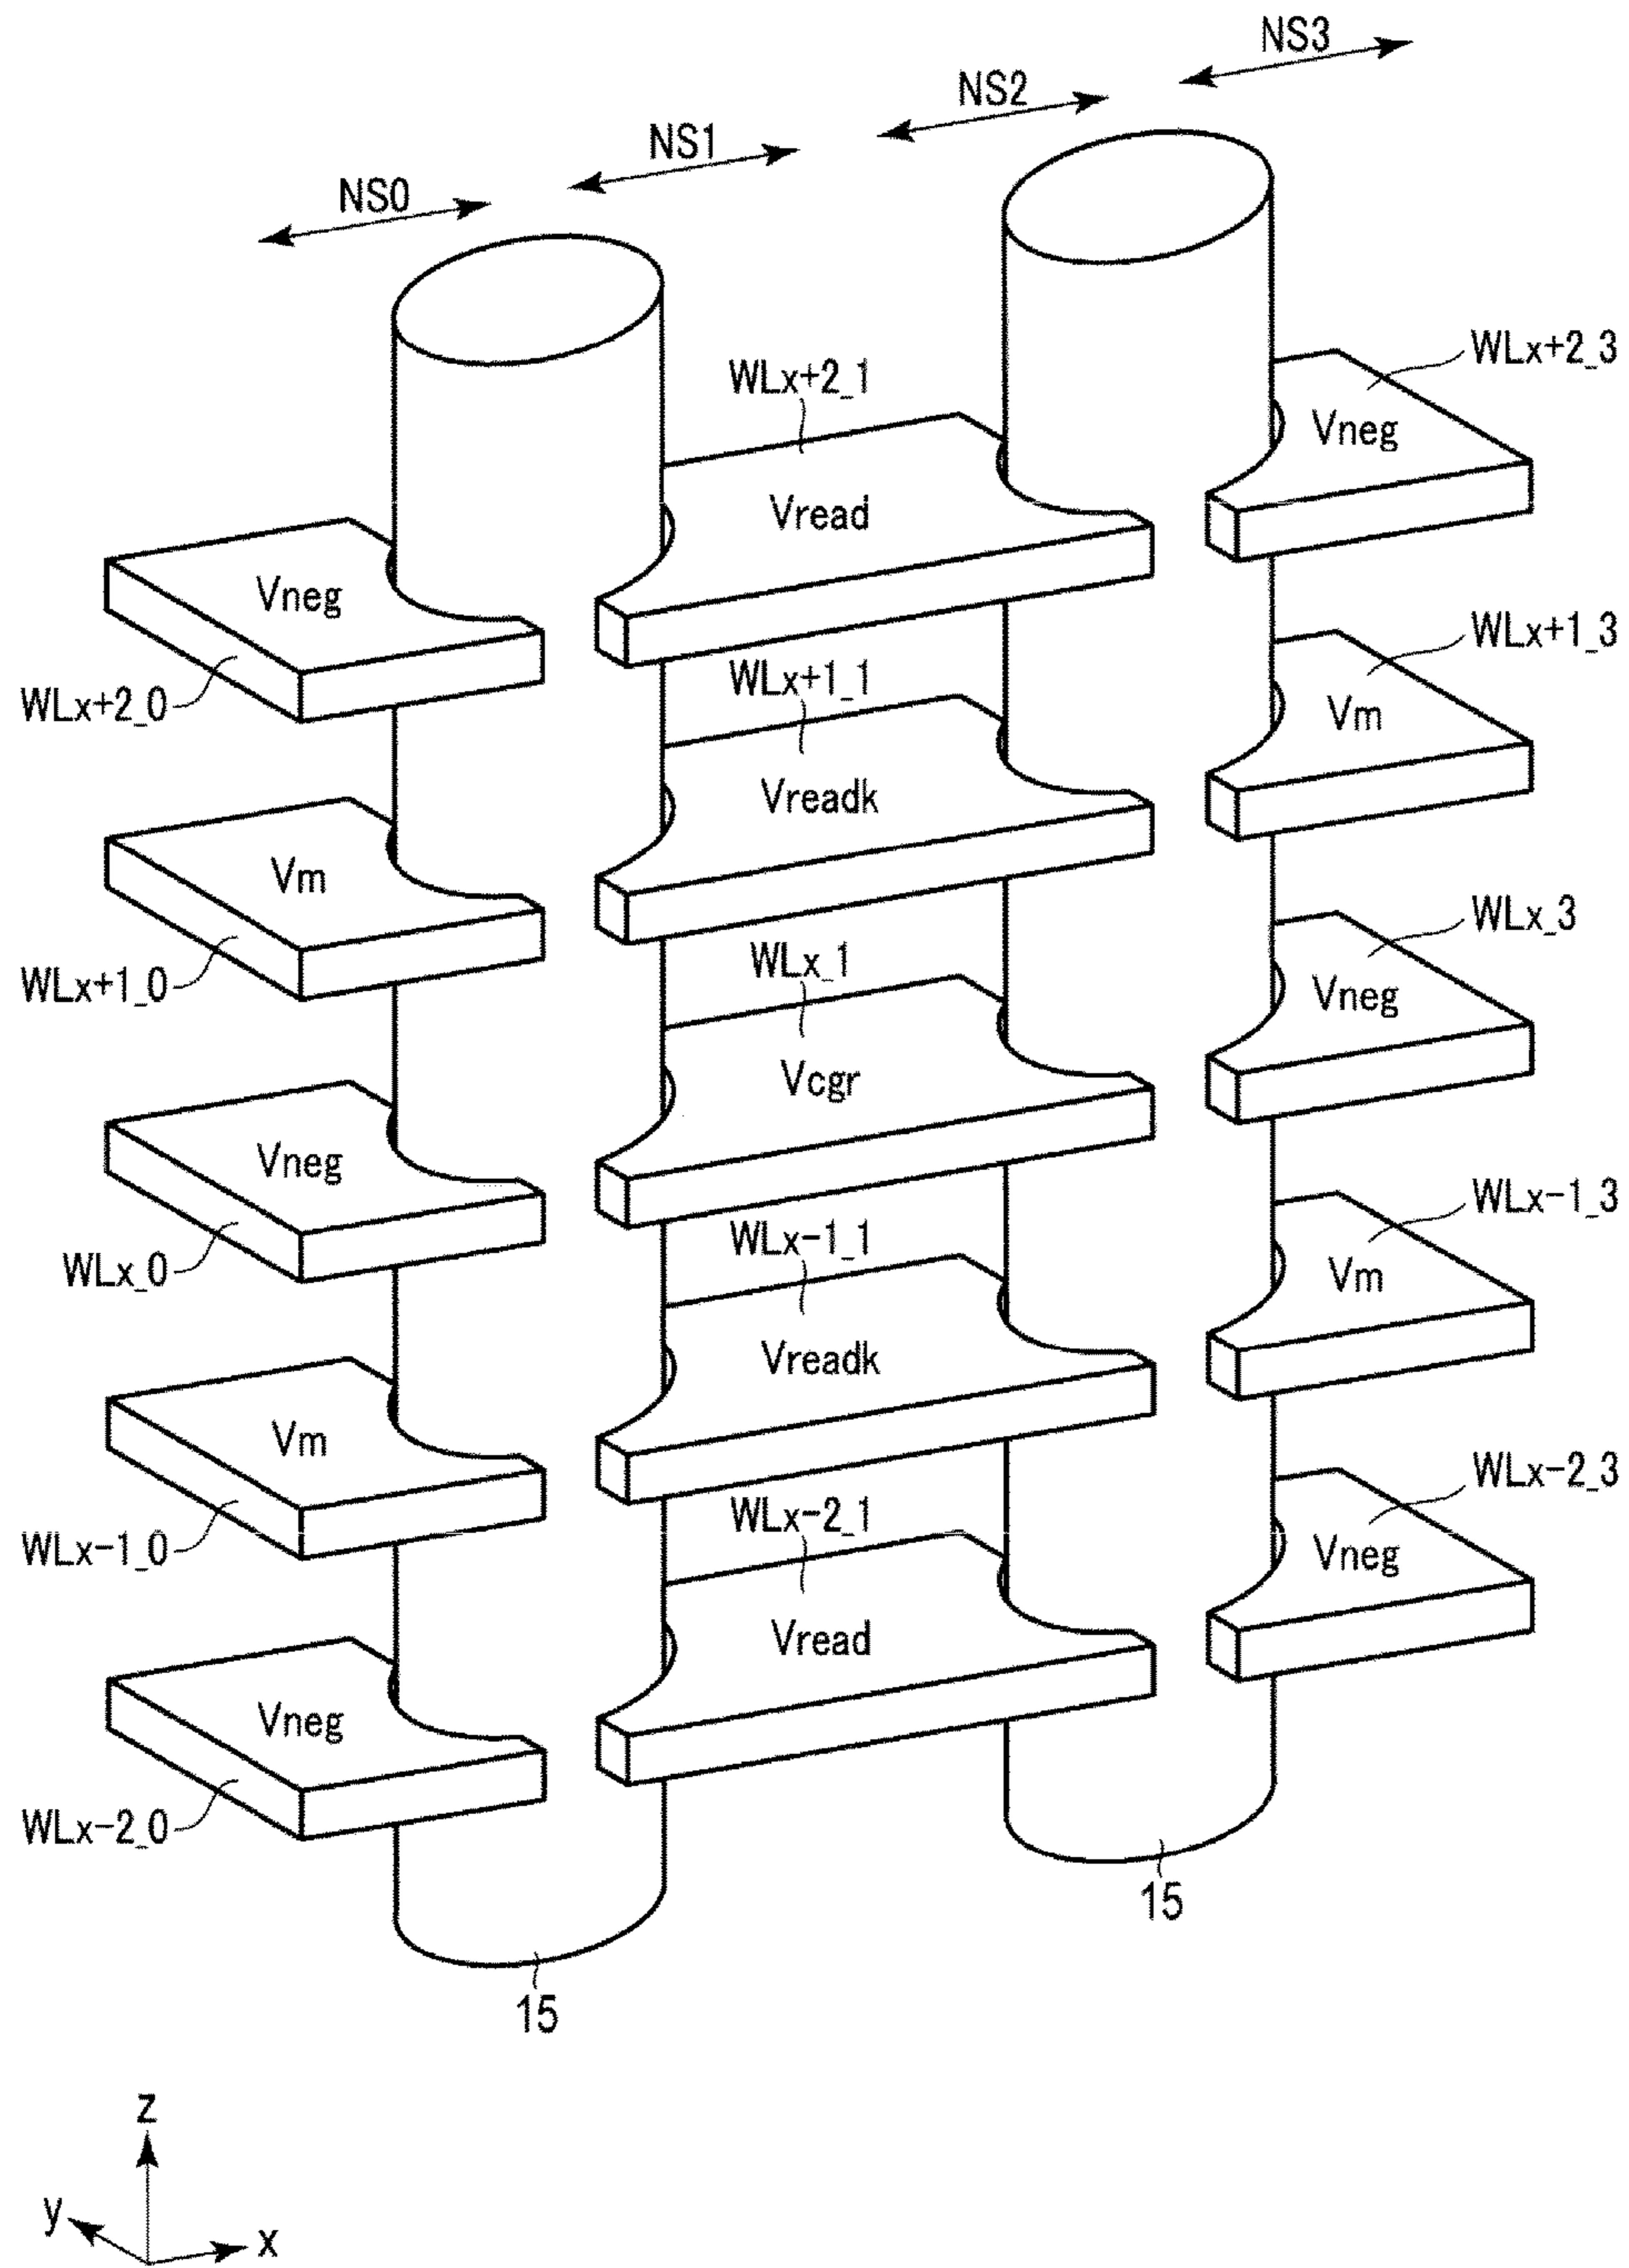 NS3
NS2
NS1
NS0
WLx+2_3
WLx+2_1
Vneg
Vread
Vneg
WLx+1_3
WLx+1_1
WLx+2_0
Vm
Vreadk
Vm
WLx_3
WLx_1
WLx+1_0
Vneg
Vcgr
Vneg
WLx-1_3
WLx-1_1
WLx_0
Vm
Vreadk
Vm
WLx-2_3
WLx-2_1
WLx-1_0
Vneg
Vread
Vneg
WLx-2_0
15
15
z
y
x